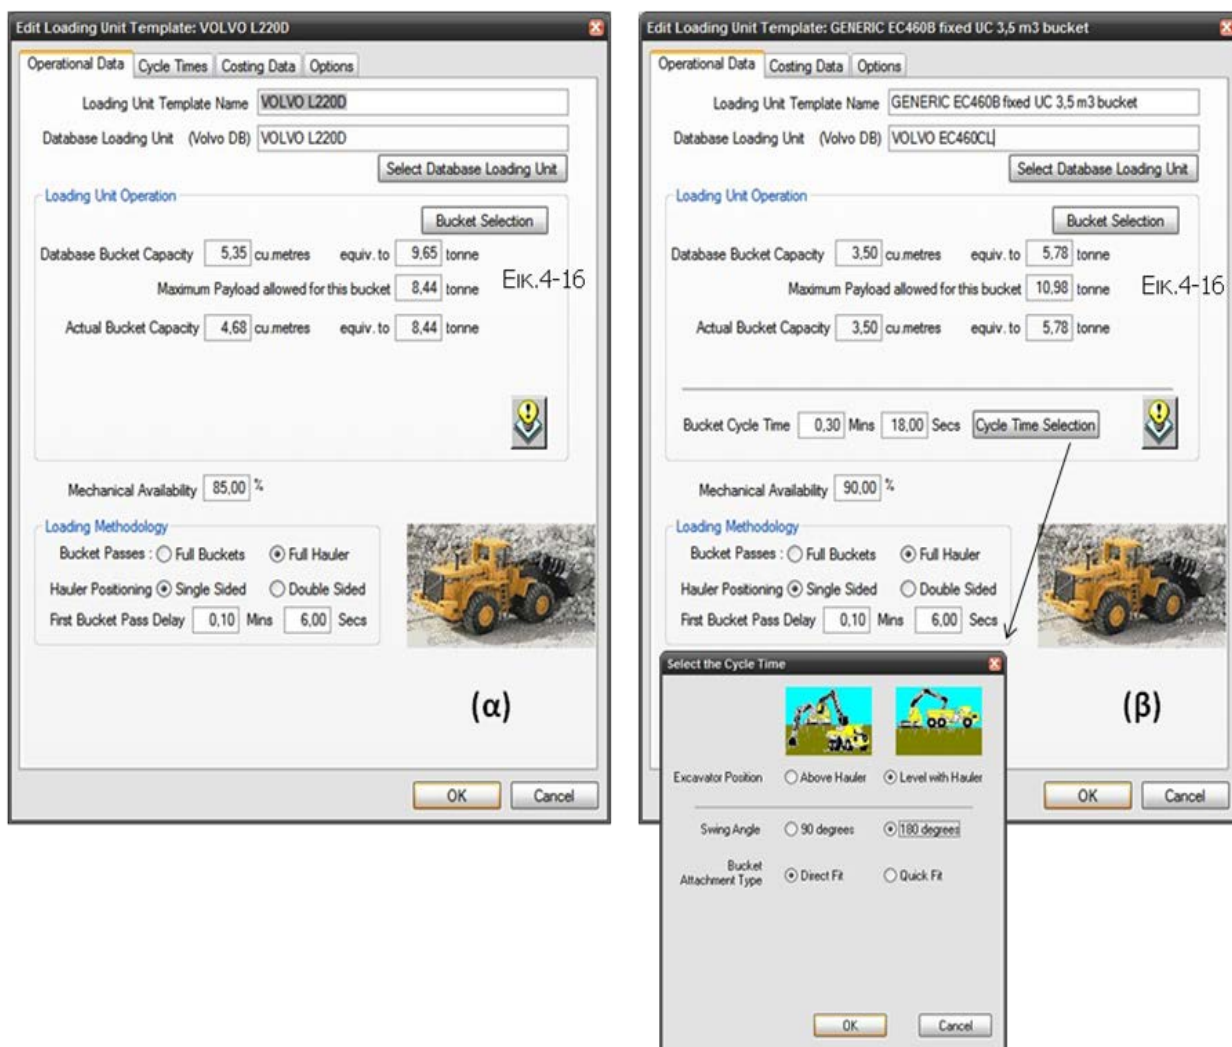 Edit Loading Unit Template: VOLVO L220D
Operational Data Cycle Times Costing Data Options
Loading Unit Template Name VOLVO L220D
Database Loading Unit (Volvo DB) VOLVO L220D
Select Database Loading Unit
Loading Unit Operation
Bucket Selection
Database Bucket Capacity 5,35 cu.metres equiv. to 9,65 tonne
Εικ.4-16
Maximum Payload allowed for this bucket 8,44 tonne
Actual Bucket Capacity 4,68 cu.metres equiv. to 8,44 tonne
Mechanical Availability 85,00 %
Loading Methodology
Bucket Passes : Full Buckets Full Hauler
Hauler Positioning Single Sided Double Sided
First Bucket Pass Delay 0,10 Mins 6,00 Secs
(α)
OK Cancel
Edit Loading Unit Template: GENERIC EC460B fixed UC 3,5 m3 bucket
Operational Data Costing Data Options
Loading Unit Template Name GENERIC EC460B fixed UC 3,5 m3 bucket
Database Loading Unit (Volvo DB) VOLVO EC460CL
Select Database Loading Unit
Loading Unit Operation
Bucket Selection
Database Bucket Capacity 3,50 cu.metres equiv. to 5,78 tonne
Εικ.4-16
Maximum Payload allowed for this bucket 10,98 tonne
Actual Bucket Capacity 3,50 cu.metres equiv. to 5,78 tonne
Bucket Cycle Time 0,30 Mins 18,00 Secs Cycle Time Selection
Mechanical Availability 90,00 %
Loading Methodology
Bucket Passes : Full Buckets Full Hauler
Hauler Positioning Single Sided Double Sided
First Bucket Pass Delay 0,10 Mins 6,00 Secs
(β)
OK Cancel
Select the Cycle Time
Excavator Position Above Hauler Level with Hauler
Swing Angle 90 degrees 180 degrees
Bucket
Attachment Type Direct Fit Quick Fit
OK Cancel